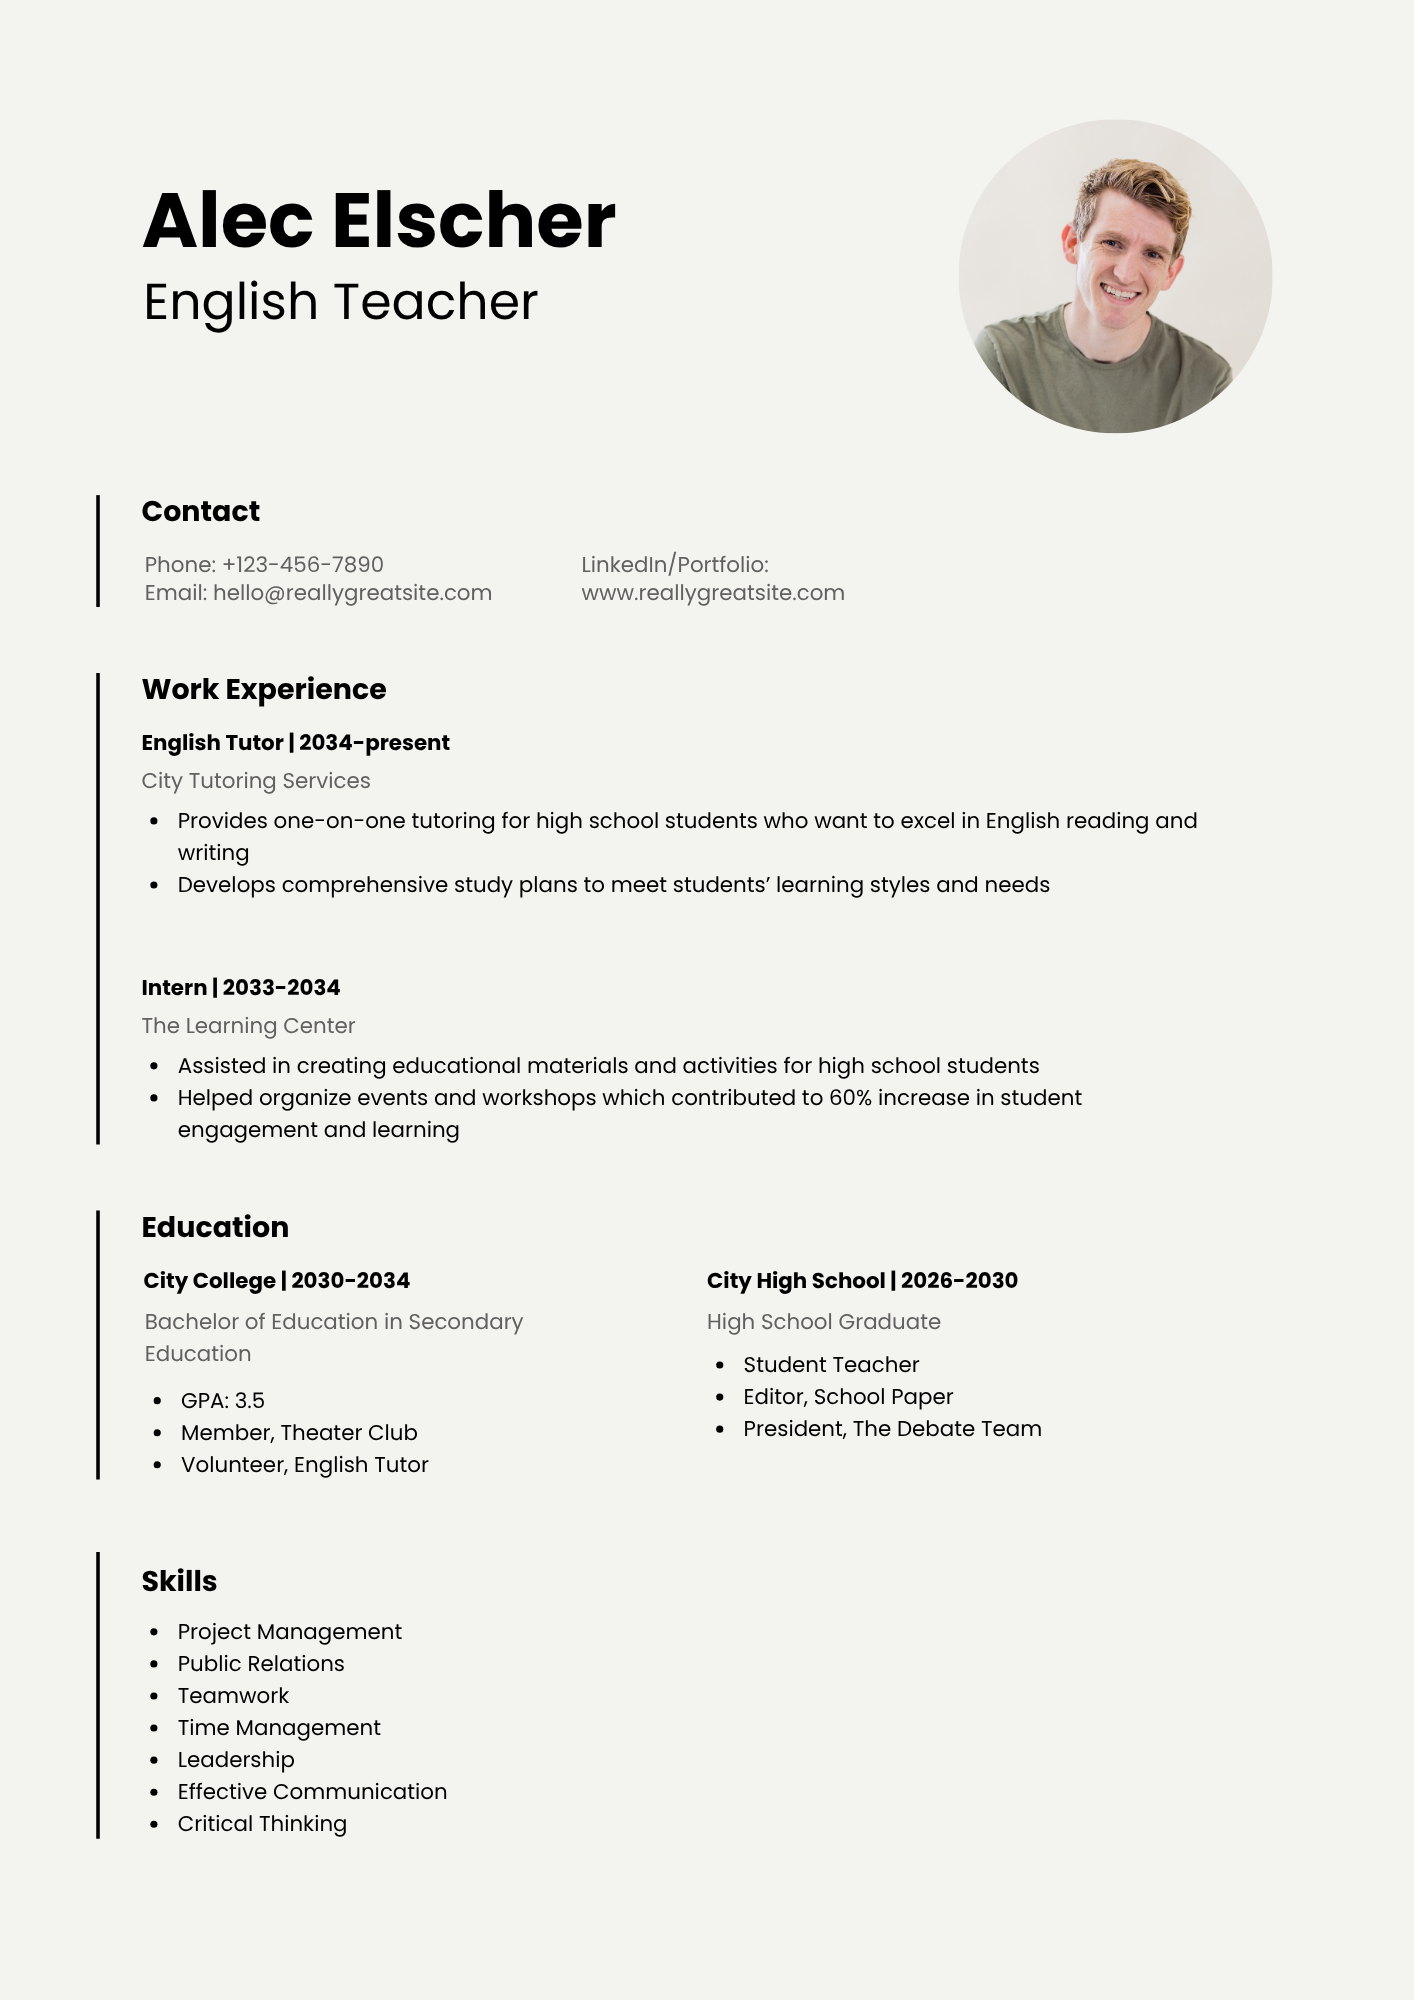 Alec Elscher
English Teacher
Contact
Phone: +123-456-7890
Email: hello@reallygreatsite.com
LinkedIn/Portfolio:
www.reallygreatsite.com
Work Experience
English Tutor | 2034-present
City Tutoring Services
• Provides one-on-one tutoring for high school students who want to excel in English reading and
writing
• Develops comprehensive study plans to meet students’ learning styles and needs
Intern | 2033-2034
The Learning Center
• Assisted in creating educational materials and activities for high school students
• Helped organize events and workshops which contributed to 60% increase in student
engagement and learning
Education
City College | 2030-2034
Bachelor of Education in Secondary
Education
• GPA: 3.5
• Member, Theater Club
• Volunteer, English Tutor
City High School | 2026-2030
High School Graduate
• Student Teacher
• Editor, School Paper
• President, The Debate Team
Skills
• Project Management
• Public Relations
• Teamwork
• Time Management
• Leadership
• Effective Communication
• Critical Thinking